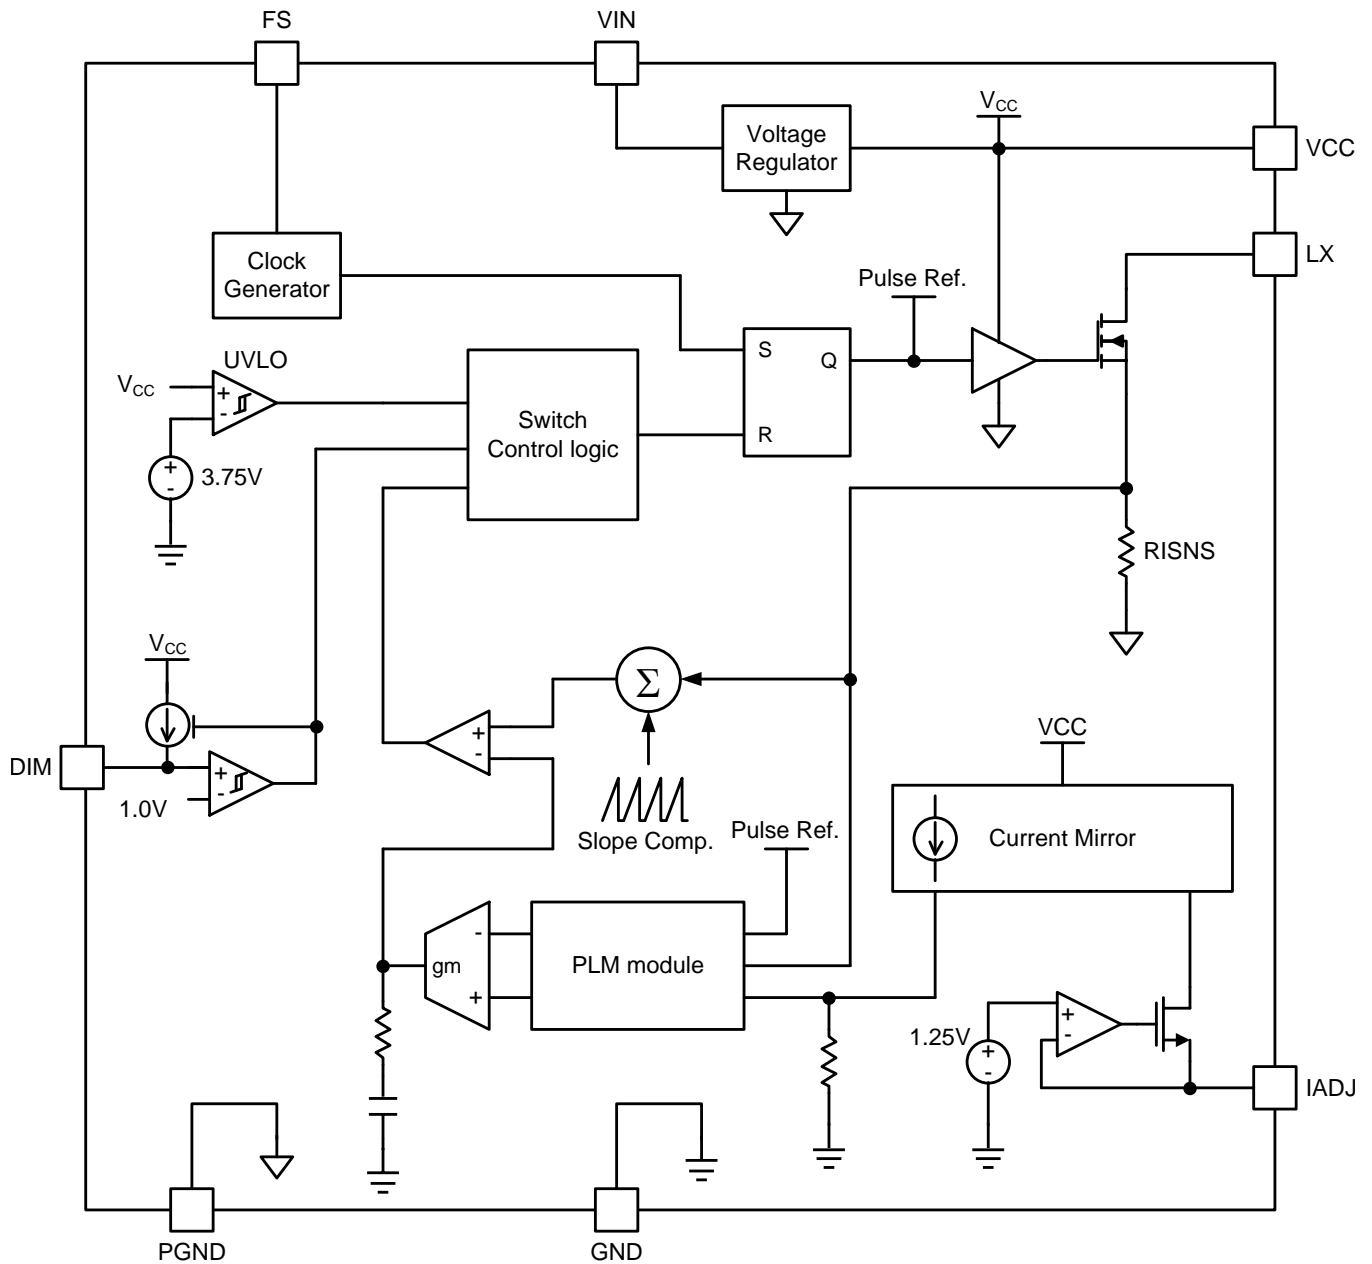 FS
VIN
VCC
Voltage
Regulator
VCC
LX
Clock
Generator
Pulse Ref.
UVLO
VCC
+
-
S
Q
R
Switch
Control logic
+
-
3.75V
RISNS
VCC
Σ
VCC
DIM
+
-
1.0V
+
-
Slope Comp.
Pulse Ref.
Current Mirror
-
gm
+
PLM module
1.25V
+
-
+
-
IADJ
PGND
GND